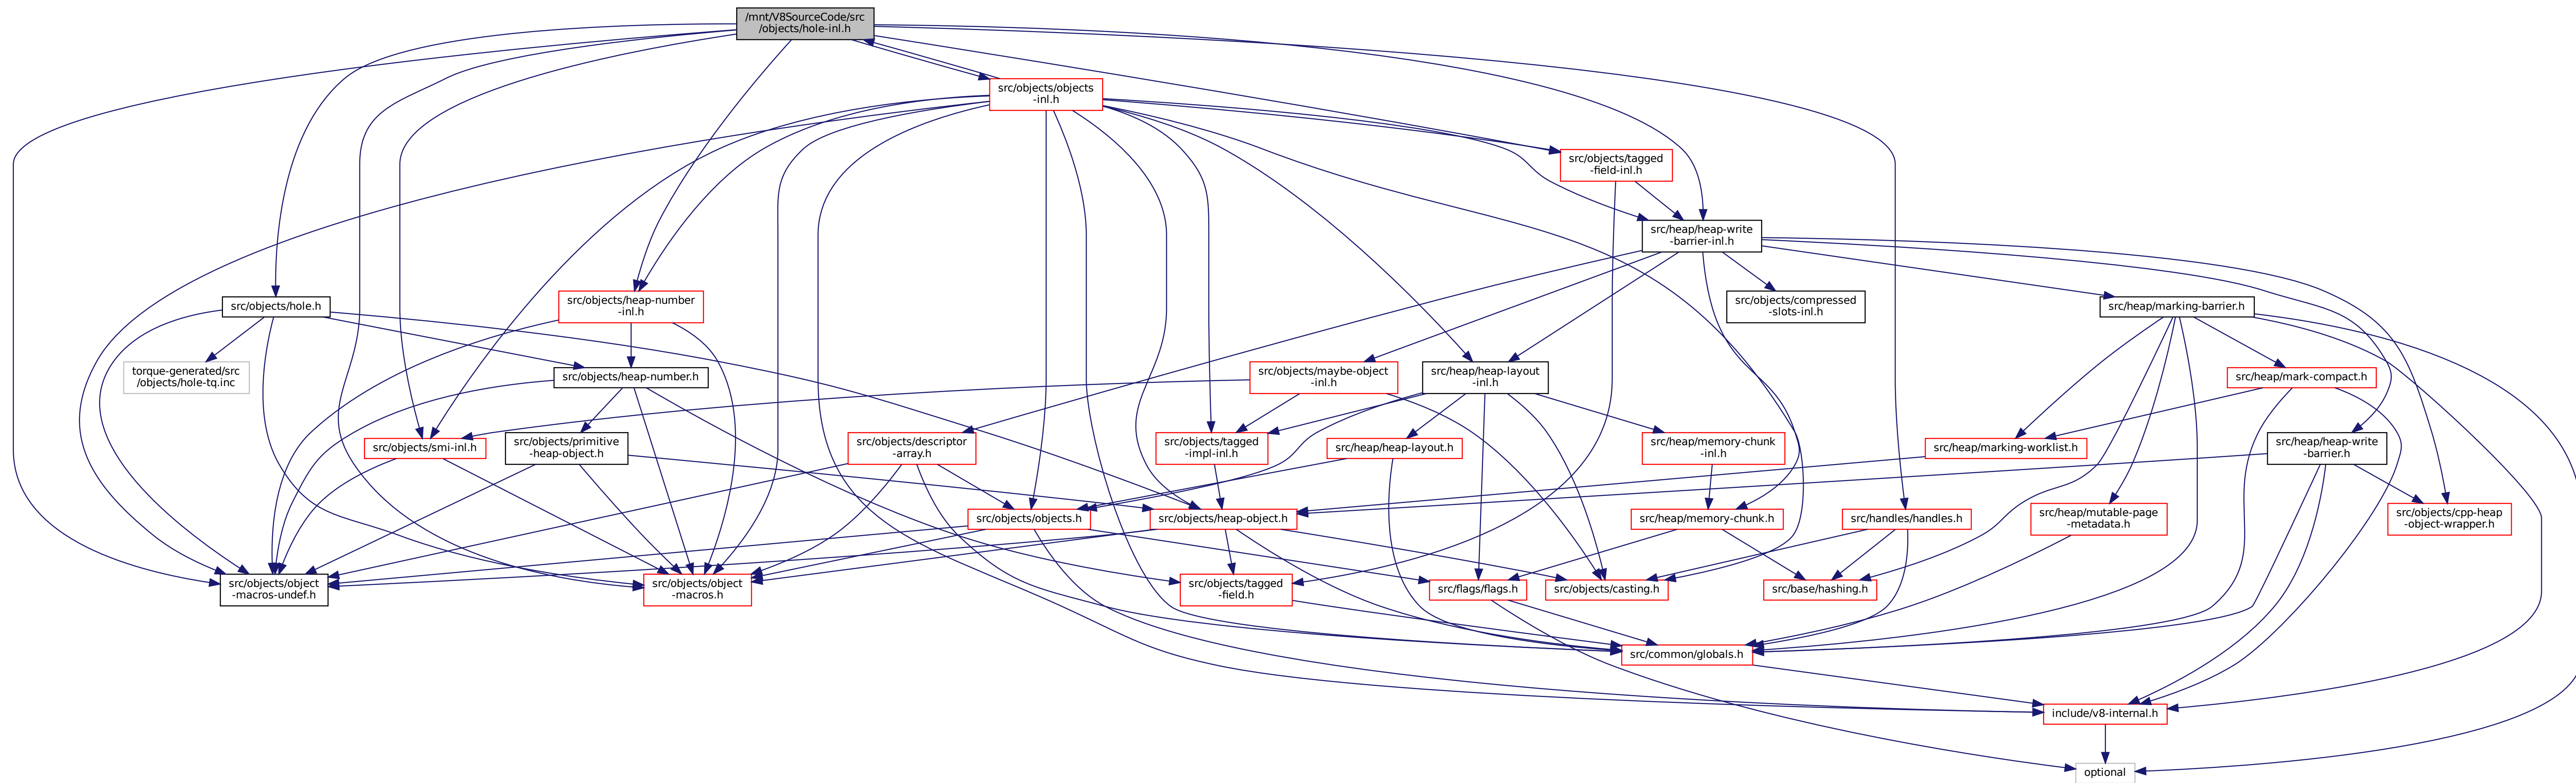 /mnt/V8SourceCode/src
/objects/hole-inl.h
src/objects/objects
-inl.h
src/objects/tagged
-field-inl.h
src/heap/heap-write
-barrier-inl.h
src/objects/hole.h
src/objects/heap-number
-inl.h
src/objects/compressed
-slots-inl.h
src/heap/marking-barrier.h
torque-generated/src
/objects/hole-tq.inc
src/objects/heap-number.h
src/objects/maybe-object
-inl.h
src/heap/heap-layout
-inl.h
src/heap/mark-compact.h
src/objects/smi-inl.h
src/objects/primitive
-heap-object.h
src/objects/descriptor
-array.h
src/objects/tagged
-impl-inl.h
src/heap/heap-layout.h
src/heap/memory-chunk
-inl.h
src/heap/marking-worklist.h
src/heap/heap-write
-barrier.h
src/objects/objects.h
src/objects/heap-object.h
src/heap/memory-chunk.h
src/handles/handles.h
src/heap/mutable-page
-metadata.h
src/objects/cpp-heap
-object-wrapper.h
src/objects/object
-macros-undef.h
src/objects/object
-macros.h
src/objects/tagged
-field.h
src/flags/flags.h
src/objects/casting.h
src/base/hashing.h
src/common/globals.h
include/v8-internal.h
optional